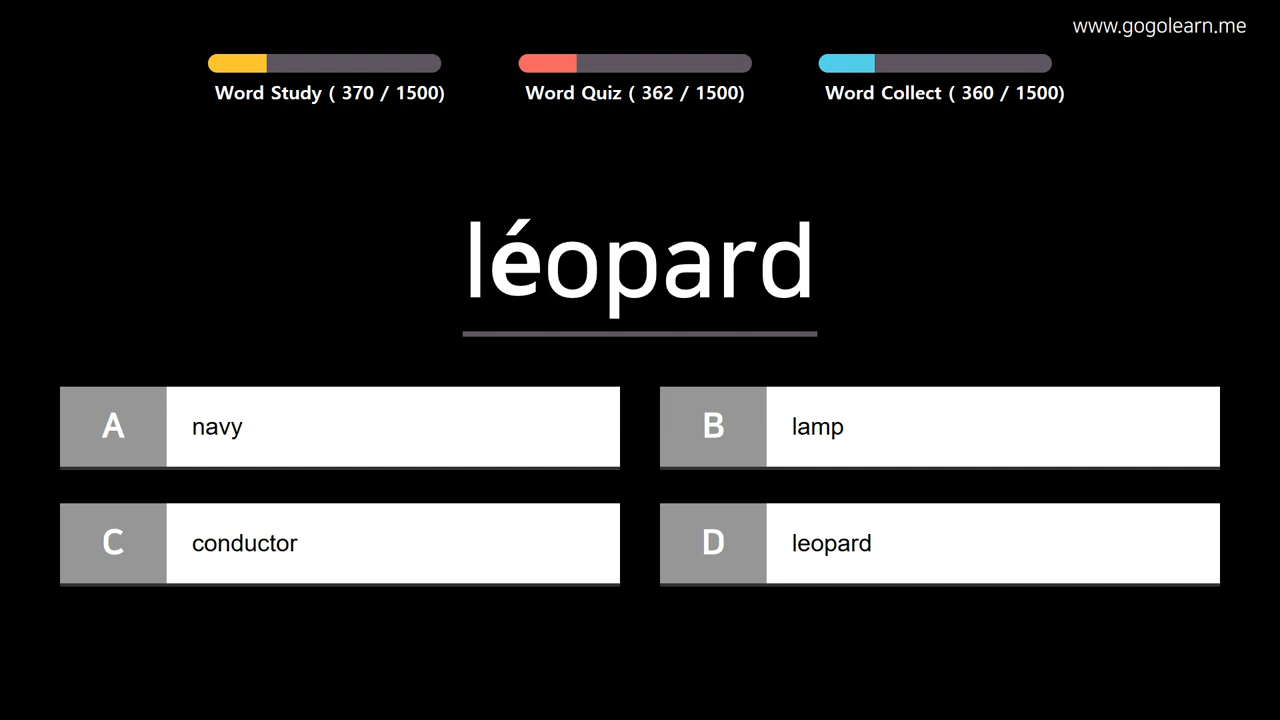 www.gogolearn.me
Word Study ( 370 / 1500)
Word Quiz ( 362 / 1500)
Word Collect ( 360 / 1500)
léopard
A navy
B lamp
C conductor
D leopard